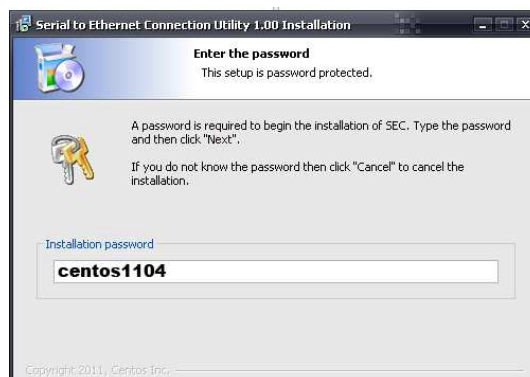 Serial to Ethernet Connection Utility 1.00 Installation
Enter the password
This setup is password protected.
A password is required to begin the installation of SEC. Type the password
and then click "Next".
If you do not know the password then click "Cancel" to cancel the
installation.
Installation password
centos1104
Copyright 2011, Centos Inc.